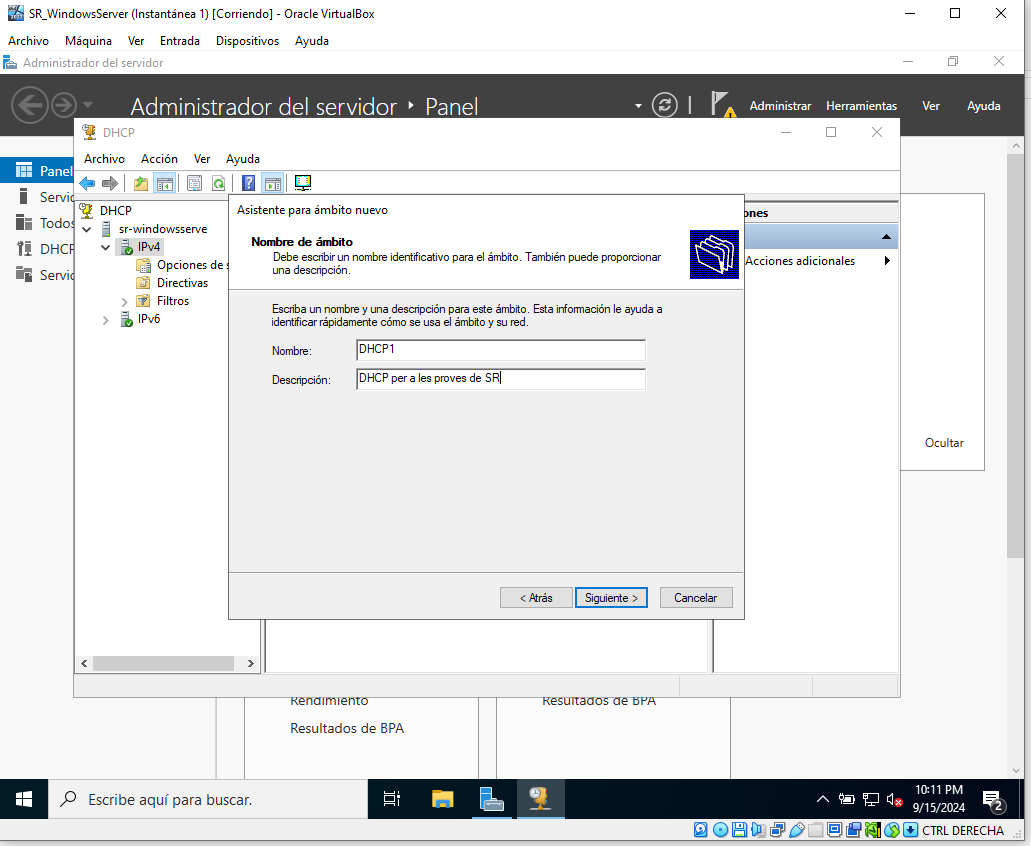 SR_WindowsServer (Instantánea 1) [Corriendo] - Oracle VirtualBox
Archivo Máquina Ver Entrada Dispositivos Ayuda
Administrador del servidor
Administrador del servidor Panel
Administrar Herramientas Ver Ayuda
DHCP
Archivo Acción Ver Ayuda
Panel
Todos
DHCP
DHCP
sr-windowsserve
IPv4
Opciones de s
Directivas
Filtros
IPv6
Asistente para ámbito nuevo
Nombre de ámbito
Debe escribir un nombre identificativo para el ámbito. También puede proporcionar
una descripción.
Escriba un nombre y una descripción para este ámbito. Esta información le ayuda a
identificar rápidamente cómo se usa el ámbito y su red.
Nombre: DHCP1
Descripción: DHCP per a les proves de SR
< Atrás Siguiente > Cancelar
ones
Acciones adicionales
Ocultar
Rendimiento
Resultados de BPA
Resultados de BPA
Escribe aquí para buscar.
10:11 PM
9/15/2024
2
CTRL DERECHA